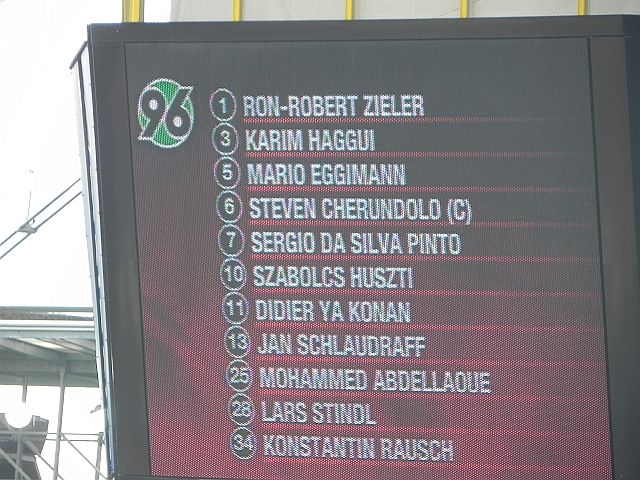 96
1 RON-ROBERT ZIELER
3 KARIM HAGGUI
5 MARIO EGGIMANN
6 STEVEN CHERUNDOLO (C)
7 SERGIO DA SILVA PINTO
10 SZABOLCS HUSZTI
11 DIDIER YA KONAN
13 JAN SCHLAUDRAFF
25 MOHAMMED ABDELLAOUE
28 LARS STINDL
34 KONSTANTIN RAUSCH